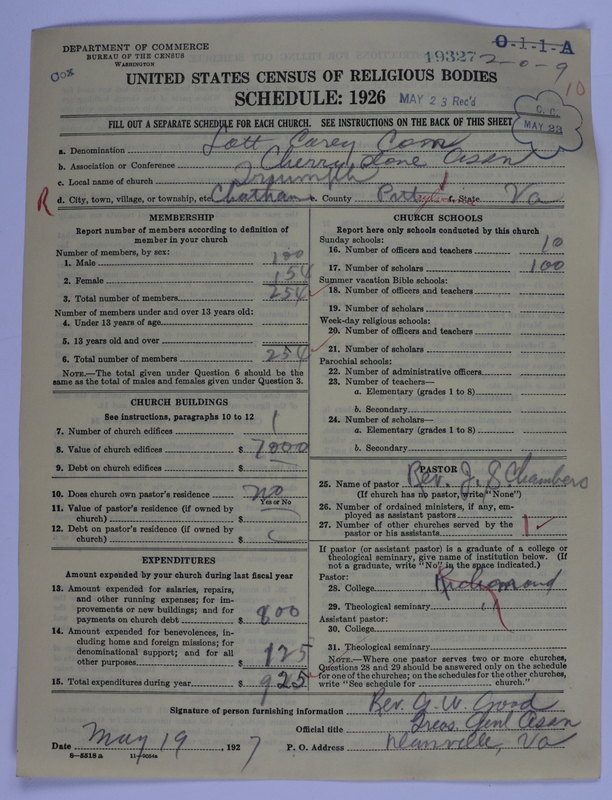 DEPARTMENT OF COMMERCE
BUREAU OF THE CENSUS
WASHINGTON
19327
0-1-1-A
2-0-9
10
UNITED STATES CENSUS OF RELIGIOUS BODIES
SCHEDULE: 1926
MAY 23 Rec'd
C. C.
MAY 23
FILL OUT A SEPARATE SCHEDULE FOR EACH CHURCH. SEE INSTRUCTIONS ON THE BACK OF THIS SHEET
a. Denomination Lott Carey Com
b. Association or Conference Cherrystone Assn
c. Local name of church Triumph
R d. City, town, village, or township, etc. Chatham e. County Pittsylvania f. State Va
MEMBERSHIP
Report number of members according to definition of member in your church
Number of members, by sex:
1. Male 100
2. Female 154
3. Total number of members 254
Number of members under and over 13 years old:
4. Under 13 years of age
5. 13 years old and over
6. Total number of members 254
NOTE.—The total given under Question 6 should be the same as the total of males and females given under Question 3.
CHURCH BUILDINGS
See instructions, paragraphs 10 to 12
7. Number of church edifices 1
8. Value of church edifices $ 7000
9. Debt on church edifices $
10. Does church own pastor's residence no
Yes or No
11. Value of pastor's residence (if owned by church) $
12. Debt on pastor's residence (if owned by church) $
EXPENDITURES
Amount expended by your church during last fiscal year
13. Amount expended for salaries, repairs, and other running expenses; for improvements or new buildings; and for payments on church debt $ 800
14. Amount expended for benevolences, including home and foreign missions; for denominational support; and for all other purposes $ 125
15. Total expenditures during year $ 925
CHURCH SCHOOLS
Report here only schools conducted by this church
Sunday schools:
16. Number of officers and teachers 10
17. Number of scholars 100
Summer vacation Bible schools:
18. Number of officers and teachers
19. Number of scholars
Week-day religious schools:
20. Number of officers and teachers
21. Number of scholars
Parochial schools:
22. Number of administrative officers
23. Number of teachers—
a. Elementary (grades 1 to 8)
b. Secondary
24. Number of scholars—
a. Elementary (grades 1 to 8)
b. Secondary
PASTOR
25. Name of pastor Rev. J. S Chambers
(If church has no pastor, write "None")
26. Number of ordained ministers, if any, employed as assistant pastors
27. Number of other churches served by the pastor or his assistants 1
If pastor (or assistant pastor) is a graduate of a college or theological seminary, give name of institution below. (If not a graduate, write "No" in the space indicated.)
Pastor:
28. College Richmond
29. Theological seminary "
Assistant pastor:
30. College
31. Theological seminary
NOTE.—Where one pastor serves two or more churches, Questions 28 and 29 should be answered only on the schedule for one of the churches; on the schedules for the other churches, write "See schedule for church."
Signature of person furnishing information Rev. G. W. Good
Official title Treas. Genl Assn
Date May 19, 1927 P. O. Address Danville, Va
8—5518a 11—9084a